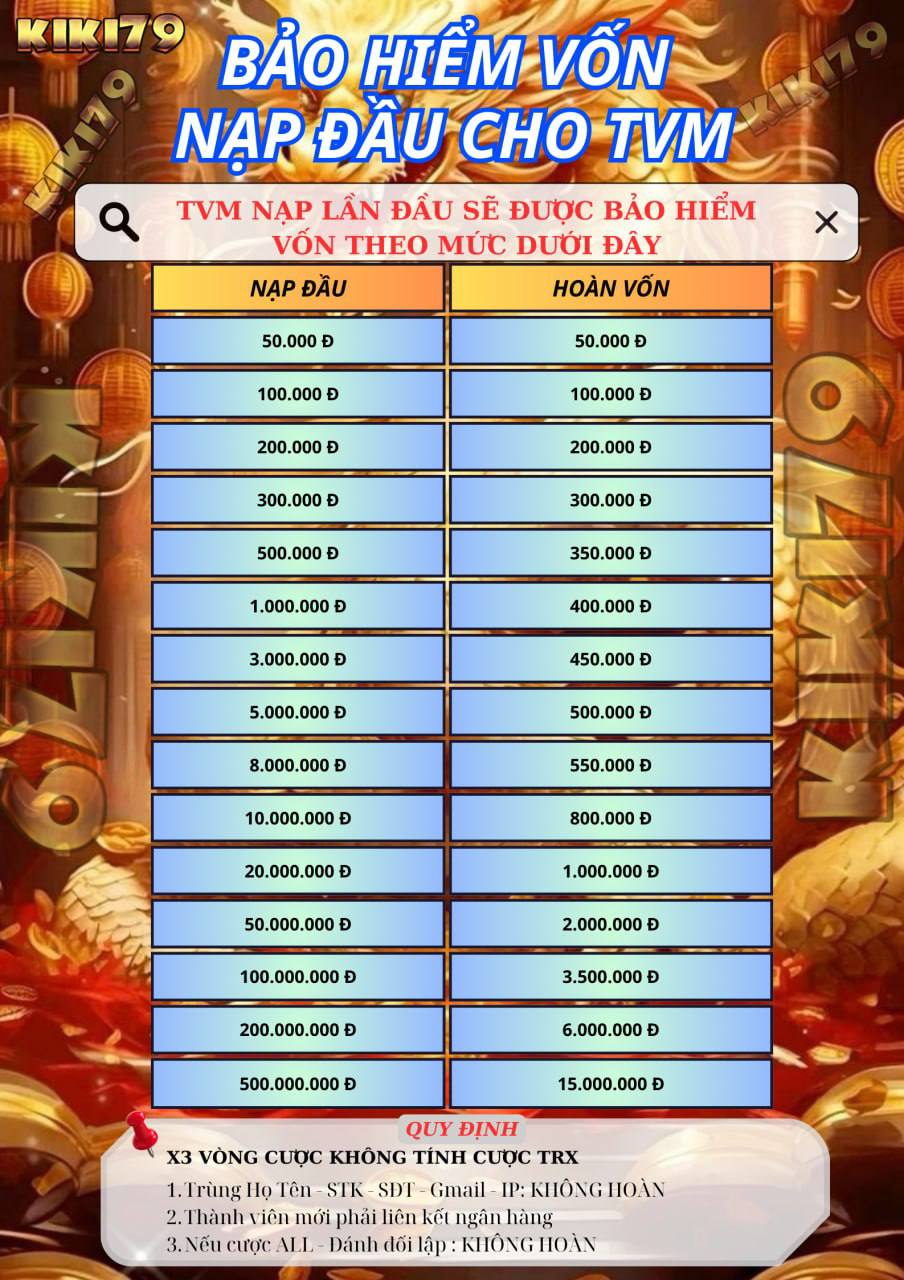 KIKI79
BẢO HIỂM VỐN
NẠP ĐẦU CHO TVM
KIKI79
KIKI79
TVM NẠP LẦN ĐẦU SẼ ĐƯỢC BẢO HIỂM
VỐN THEO MỨC DƯỚI ĐÂY
NẠP ĐẦU HOÀN VỐN
50.000 Đ 50.000 Đ
100.000 Đ 100.000 Đ
200.000 Đ 200.000 Đ
300.000 Đ 300.000 Đ
500.000 Đ 350.000 Đ
1.000.000 Đ 400.000 Đ
3.000.000 Đ 450.000 Đ
5.000.000 Đ 500.000 Đ
8.000.000 Đ 550.000 Đ
10.000.000 Đ 800.000 Đ
20.000.000 Đ 1.000.000 Đ
50.000.000 Đ 2.000.000 Đ
100.000.000 Đ 3.500.000 Đ
200.000.000 Đ 6.000.000 Đ
500.000.000 Đ 15.000.000 Đ
KIKI79
KIKI79
QUY ĐỊNH
X3 VÒNG CƯỢC KHÔNG TÍNH CƯỢC TRX
1.Trùng Họ Tên - STK - SĐT - Gmail - IP: KHÔNG HOÀN
2.Thành viên mới phải liên kết ngân hàng
3.Nếu cược ALL - Đánh đối lập : KHÔNG HOÀN